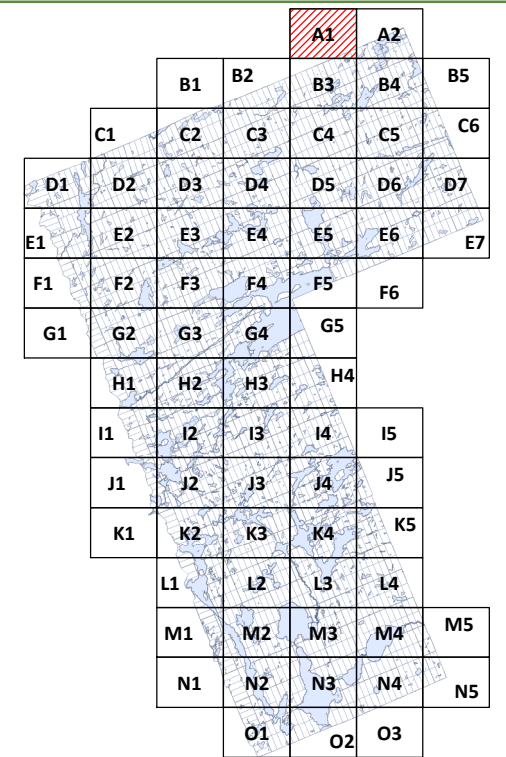 A1 A2
B1 B2 B3 B4 B5
C1 C2 C3 C4 C5 C6
D1 D2 D3 D4 D5 D6 D7
E1 E2 E3 E4 E5 E6 E7
F1 F2 F3 F4 F5 F6
G1 G2 G3 G4 G5
H1 H2 H3 H4
I1 I2 I3 I4 I5
J1 J2 J3 J4 J5
K1 K2 K3 K4 K5
L1 L2 L3 L4
M1 M2 M3 M4 M5
N1 N2 N3 N4 N5
O1 O2 O3